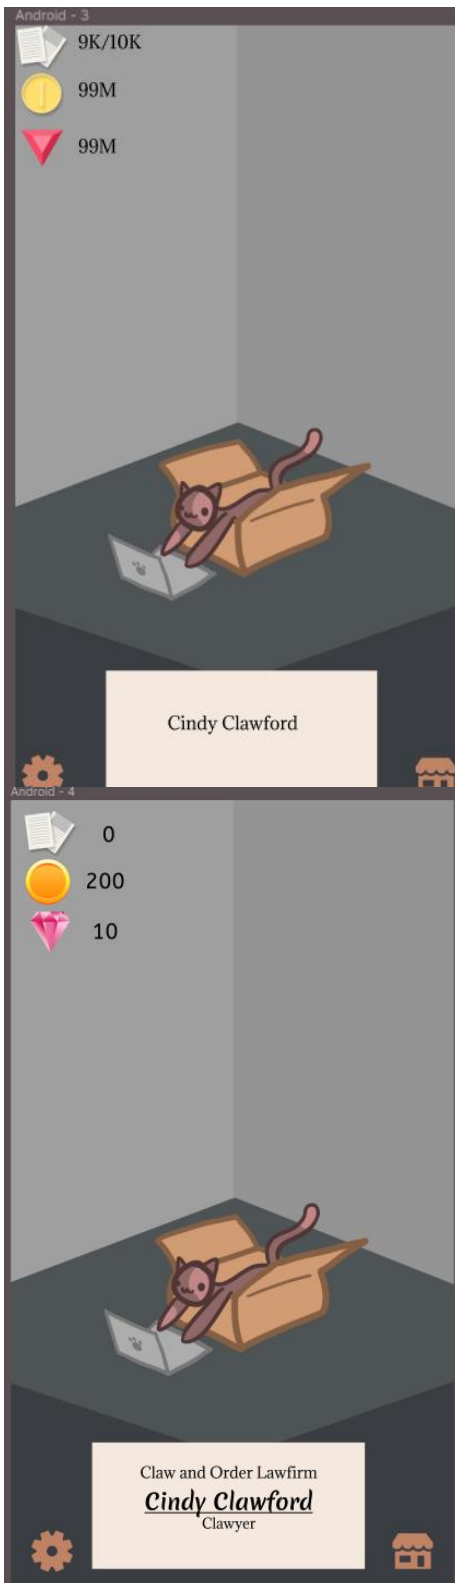 Android - 3
9K/10K
99M
99M
Cindy Clawford
Android - 4
0
200
10
Claw and Order Lawfirm
Cindy Clawford
Clawyer